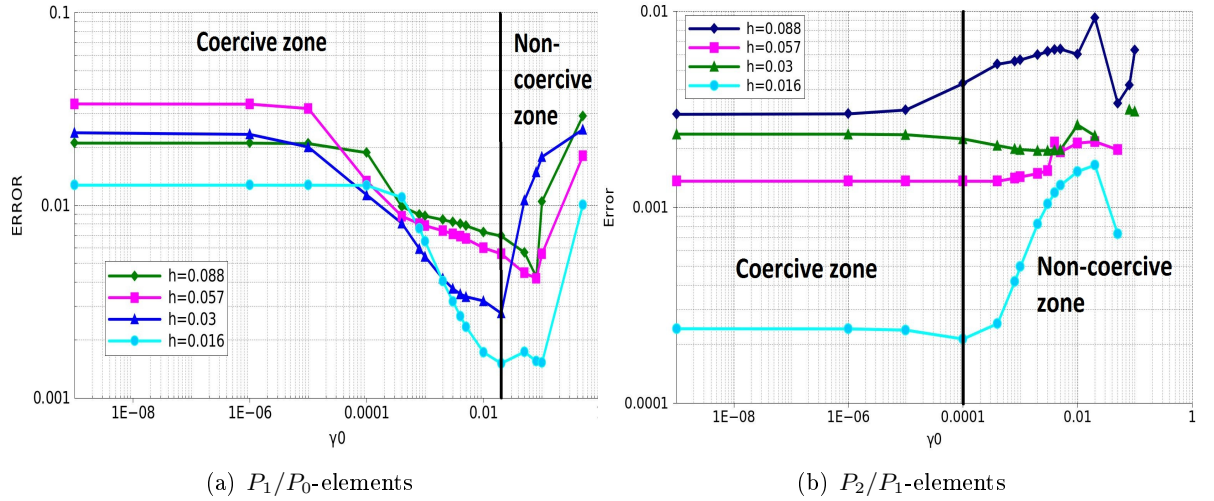 0.1
Coercive zone
Non-
coercive
zone
0.01
ERROR
h=0.088
h=0.057
h=0.03
h=0.016
0.001
1E-08
1E-06
0.0001
0.01
1
γ0
(a) P₁/P₀-elements
0.01
h=0.088
h=0.057
h=0.03
h=0.016
0.001
Error
Coercive zone
Non-coercive
zone
0.0001
1E-08
1E-06
0.0001
0.01
1
γ0
(b) P₂/P₁-elements